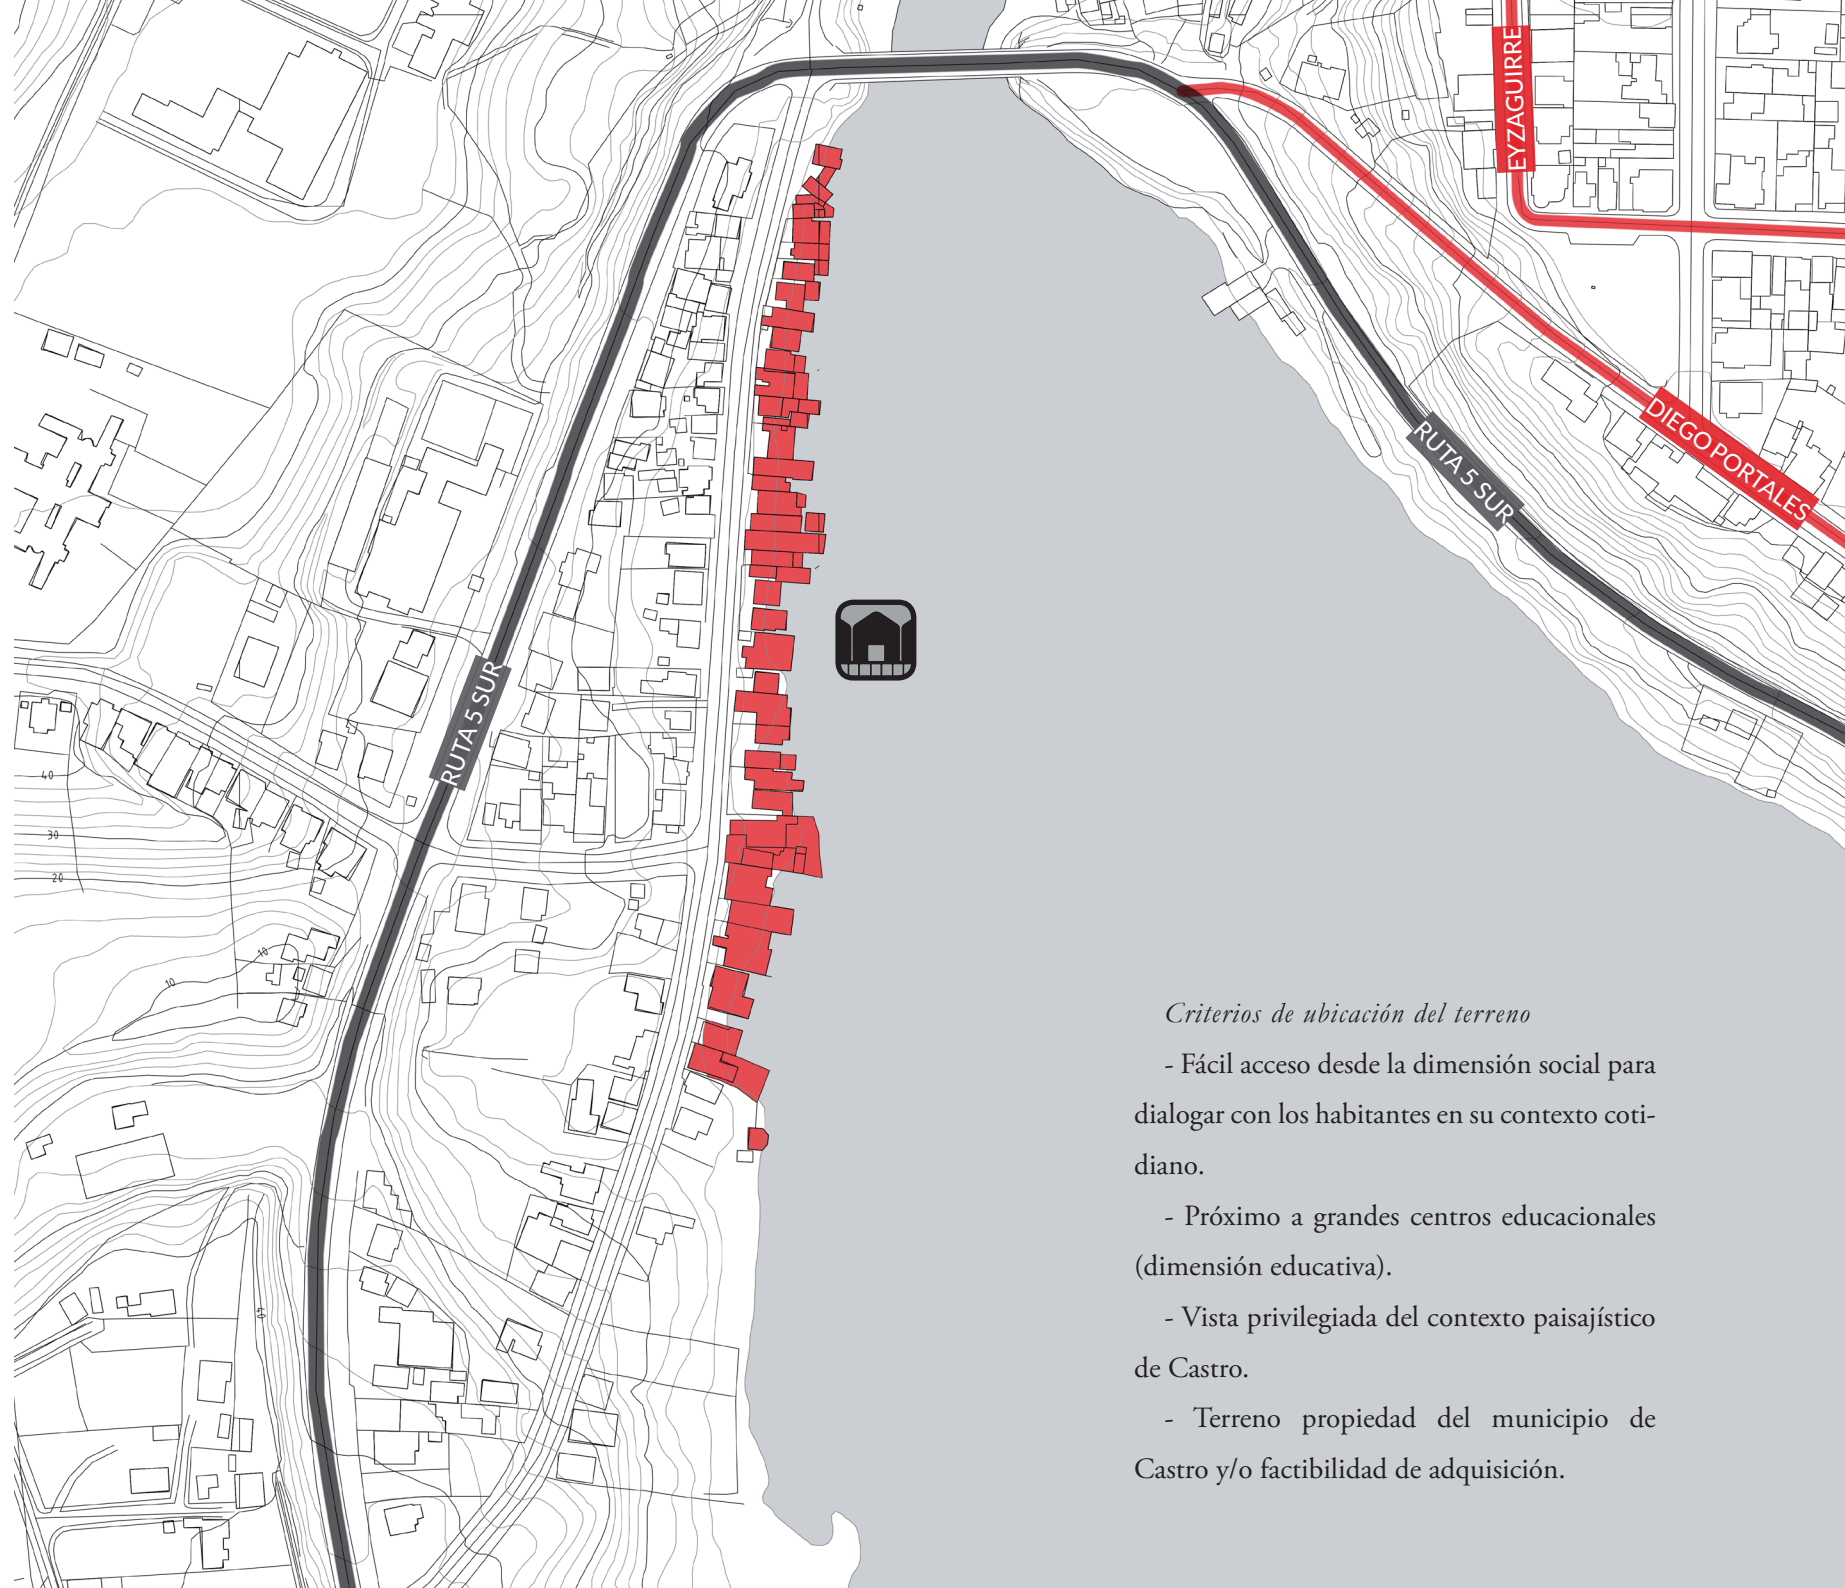 EYZAGUIRRE
DIEGO PORTALES
RUTA 5 SUR
RUTA 5 SUR
40
30
20
10
10
40
Criterios de ubicación del terreno
- Fácil acceso desde la dimensión social para
dialogar con los habitantes en su contexto coti-
diano.
- Próximo a grandes centros educacionales
(dimensión educativa).
- Vista privilegiada del contexto paisajístico
de Castro.
- Terreno propiedad del municipio de
Castro y/o factibilidad de adquisición.